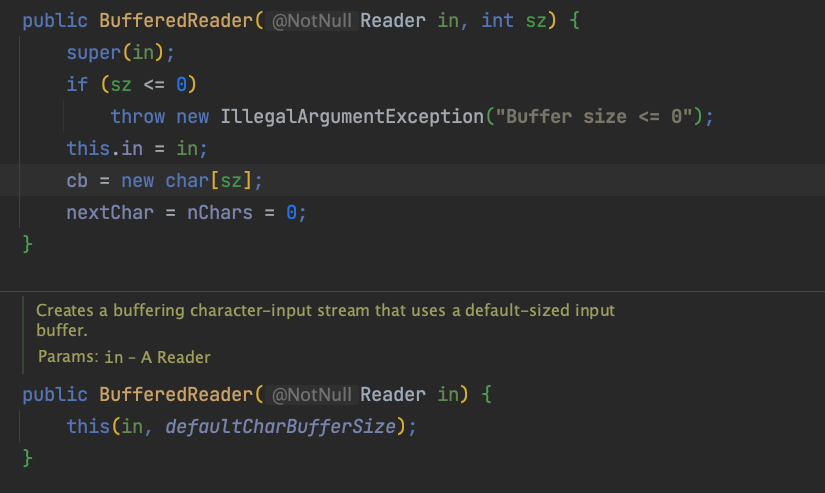 public BufferedReader( @NotNull Reader in, int sz) {
super(in);
if (sz <= 0)
throw new IllegalArgumentException("Buffer size <= 0");
this.in = in;
cb = new char[sz];
nextChar = nChars = 0;
}
Creates a buffering character-input stream that uses a default-sized input
buffer.
Params: in – A Reader
public BufferedReader( @NotNull Reader in) {
this(in, defaultCharBufferSize);
}